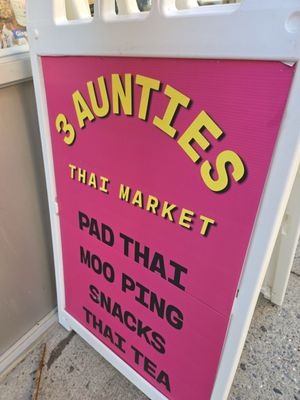 3 AUNTIES
THAI MARKET
PAD THAI
MOO PING
SNACKS
THAI TEA